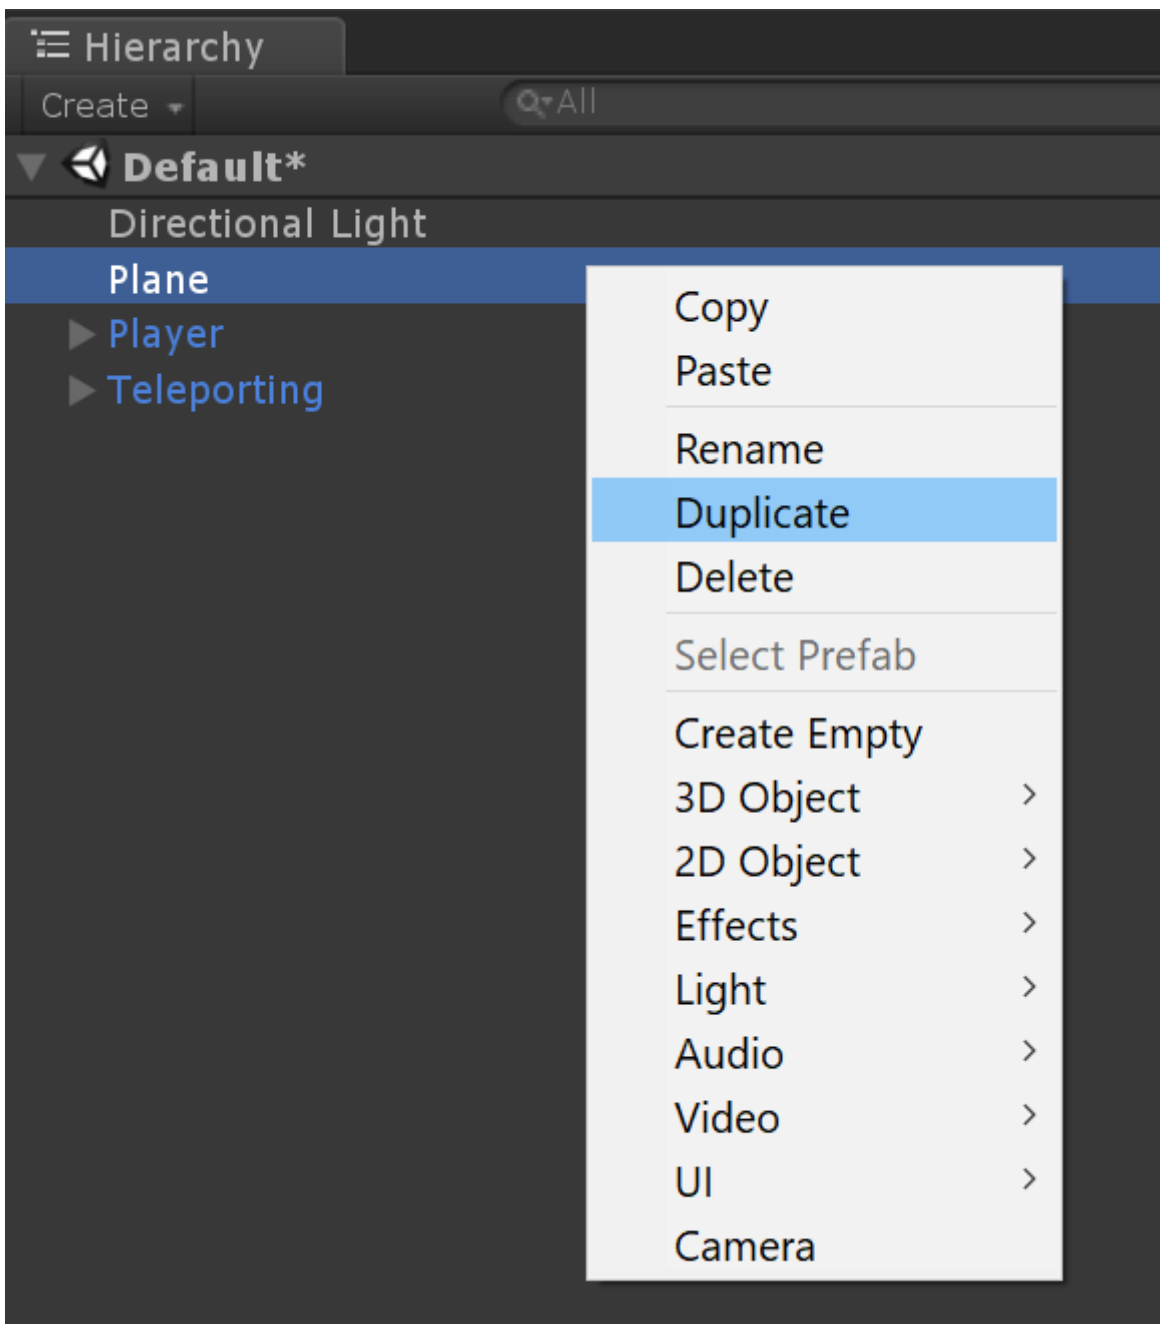 Hierarchy
Create
All
Default*
Directional Light
Plane
Player
Teleporting
Copy
Paste
Rename
Duplicate
Delete
Select Prefab
Create Empty
3D Object
2D Object
Effects
Light
Audio
Video
UI
Camera